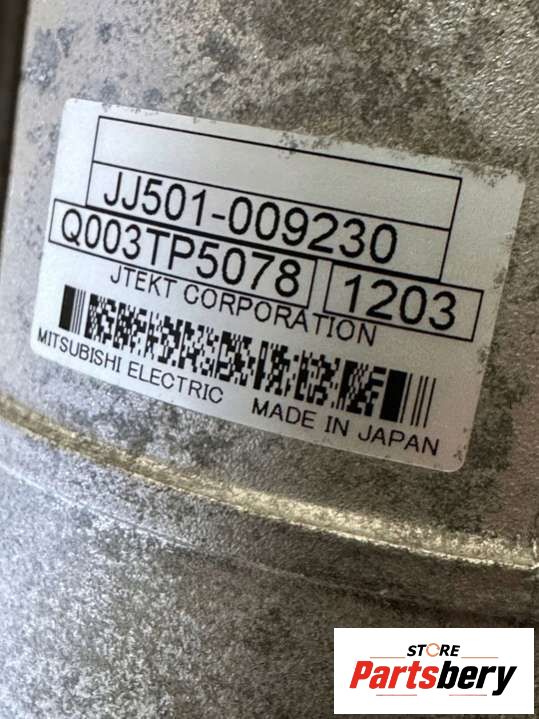 JJ501-009230
Q003TP5078 1203
JTEKT CORPORATION
MITSUBISHI ELECTRIC MADE IN JAPAN
STORE
Partsbery